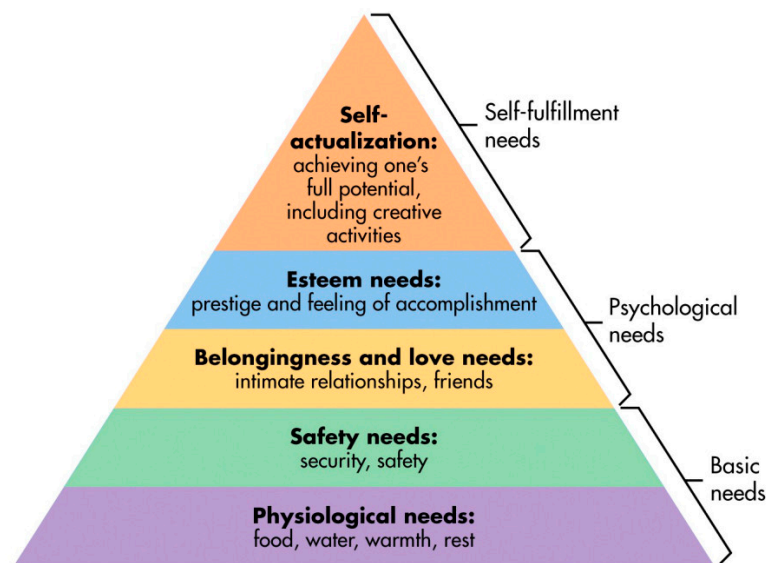 Self-
actualization:
achieving one's
full potential,
including creative
activities
Self-fulfillment
needs
Esteem needs:
prestige and feeling of accomplishment
Psychological
needs
Belongingness and love needs:
intimate relationships, friends
Safety needs:
security, safety
Basic
needs
Physiological needs:
food, water, warmth, rest